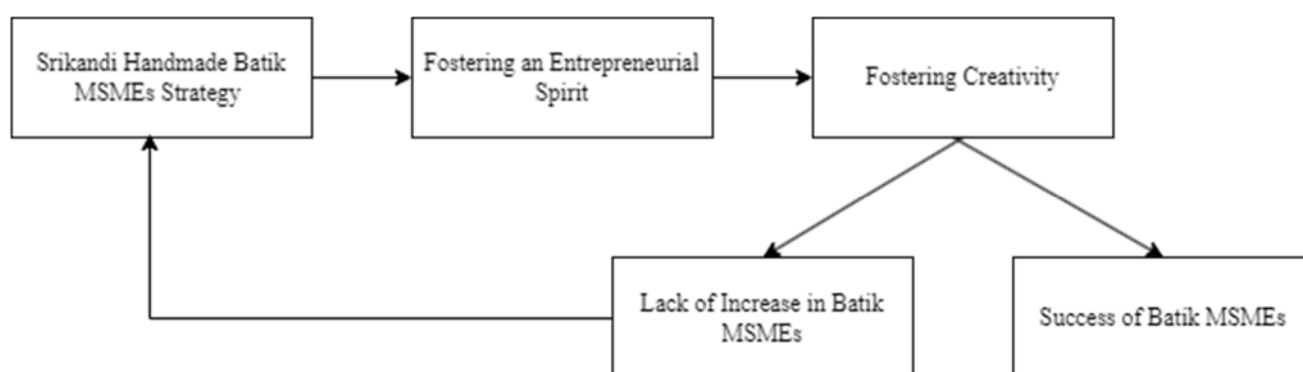 Srikandi Handmade Batik
MSMEs Strategy
Fostering an Entrepreneurial
Spirit
Fostering Creativity
Lack of Increase in Batik
MSMEs
Success of Batik MSMEs